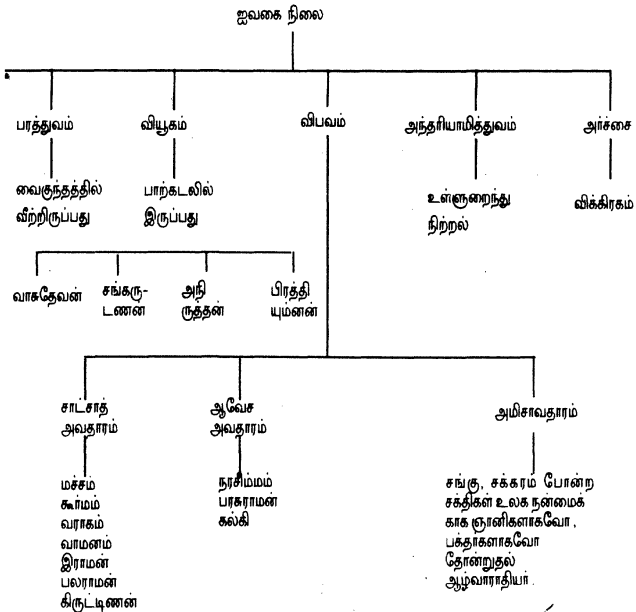 ஐவகை நிலை
பரத்துவம்
வியூகம்
விபவம்
அந்தரியாமித்துவம்
அர்ச்சை
வைகுந்தத்தில்
வீற்றிருப்பது
பாற்கடலில்
இருப்பது
உள்ளுறைந்து
நிற்றல்
விக்கிரகம்
வாசுதேவன்
சங்கரு-
டணன்
அநி
ருத்தன்
பிரத்தி
யும்னன்
சாட்சாத்
அவதாரம்
ஆவேச
அவதாரம்
அமிசாவதாரம்
மச்சம்
கூர்மம்
வராகம்
வாமனம்
இராமன்
பலராமன்
கிருட்டிணன்
நரசிம்மம்
பரசுராமன்
கல்கி
சங்கு, சக்கரம் போன்ற
சக்திகள் உலக நன்மைக்
காக ஞானிகளாகவோ,
பக்தர்களாகவோ
தோன்றுதல்
ஆழ்வாராதியர்